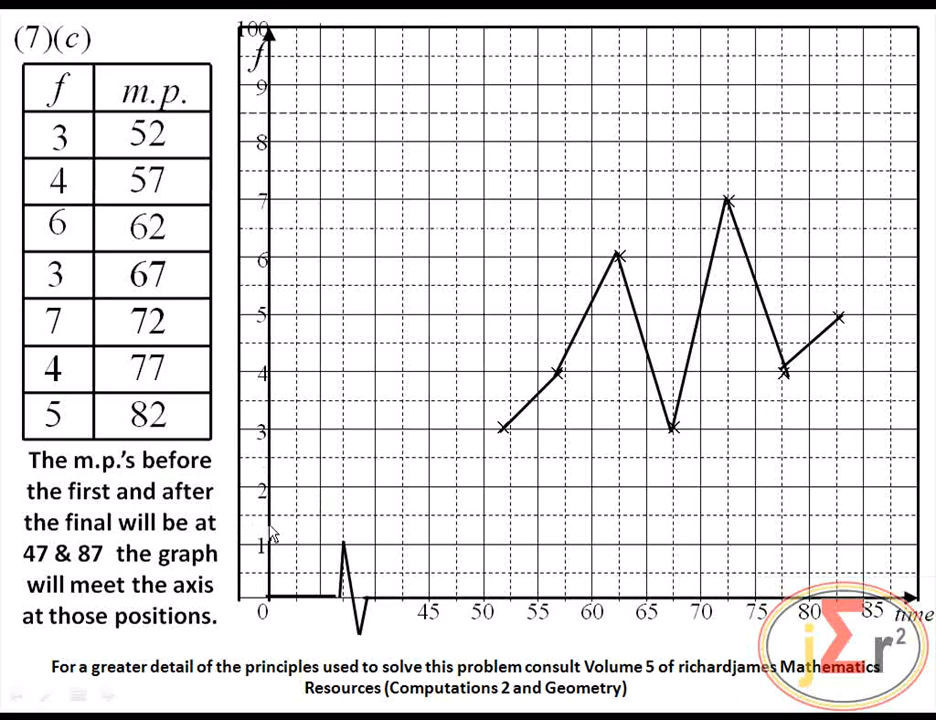 (7)(c)
f m.p.
3 52
4 57
6 62
3 67
7 72
4 77
5 82
The m.p.'s before
the first and after
the final will be at
47 & 87 the graph
will meet the axis
at those positions.
100
f
9
8
7
6
5
4
3
2
1
0 45 50 55 60 65 70 75 80 85 time
jΣr²
For a greater detail of the principles used to solve this problem consult Volume 5 of richardjames Mathematics
Resources (Computations 2 and Geometry)